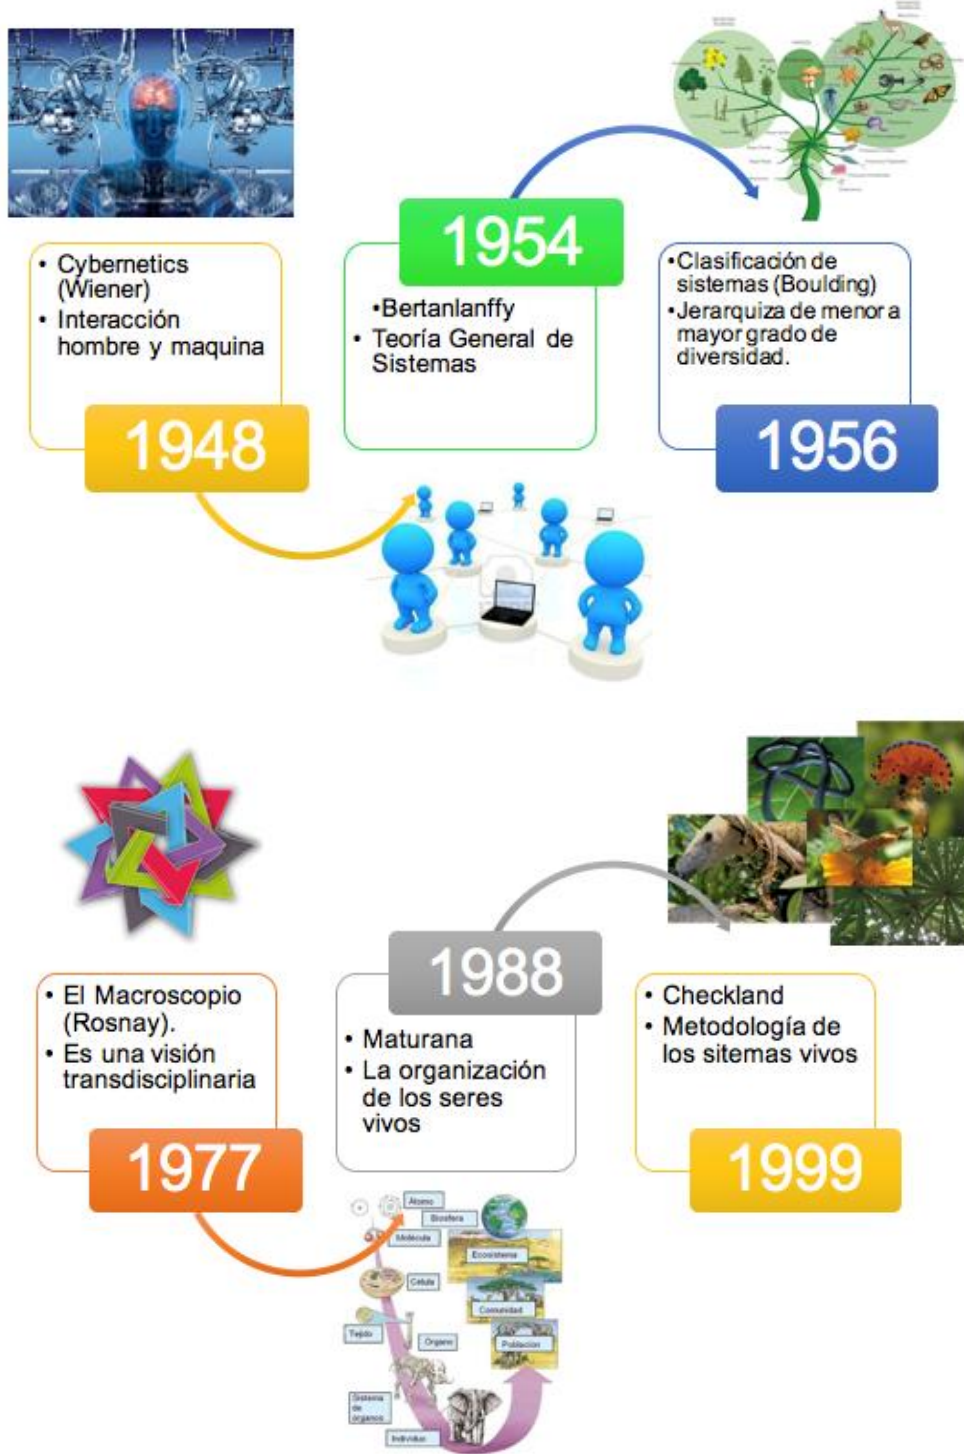 • Cybernetics
(Wiener)
• Interacción
hombre y maquina
1948
1954
•Bertanlanffy
• Teoría General de
Sistemas
•Clasificación de
sistemas (Boulding)
•Jerarquiza de menor a
mayor grado de
diversidad.
1956
• El Macroscopio
(Rosnay).
• Es una visión
transdisciplinaria
1977
1988
• Maturana
• La organización
de los seres
vivos
• Checkland
• Metodología de
los sitemas vivos
1999
Átomo
Biosfera
Molécula
Ecosistema
Célula
Comunidad
Tejido
Organo
Población
Sistema
de
organos
Individuo